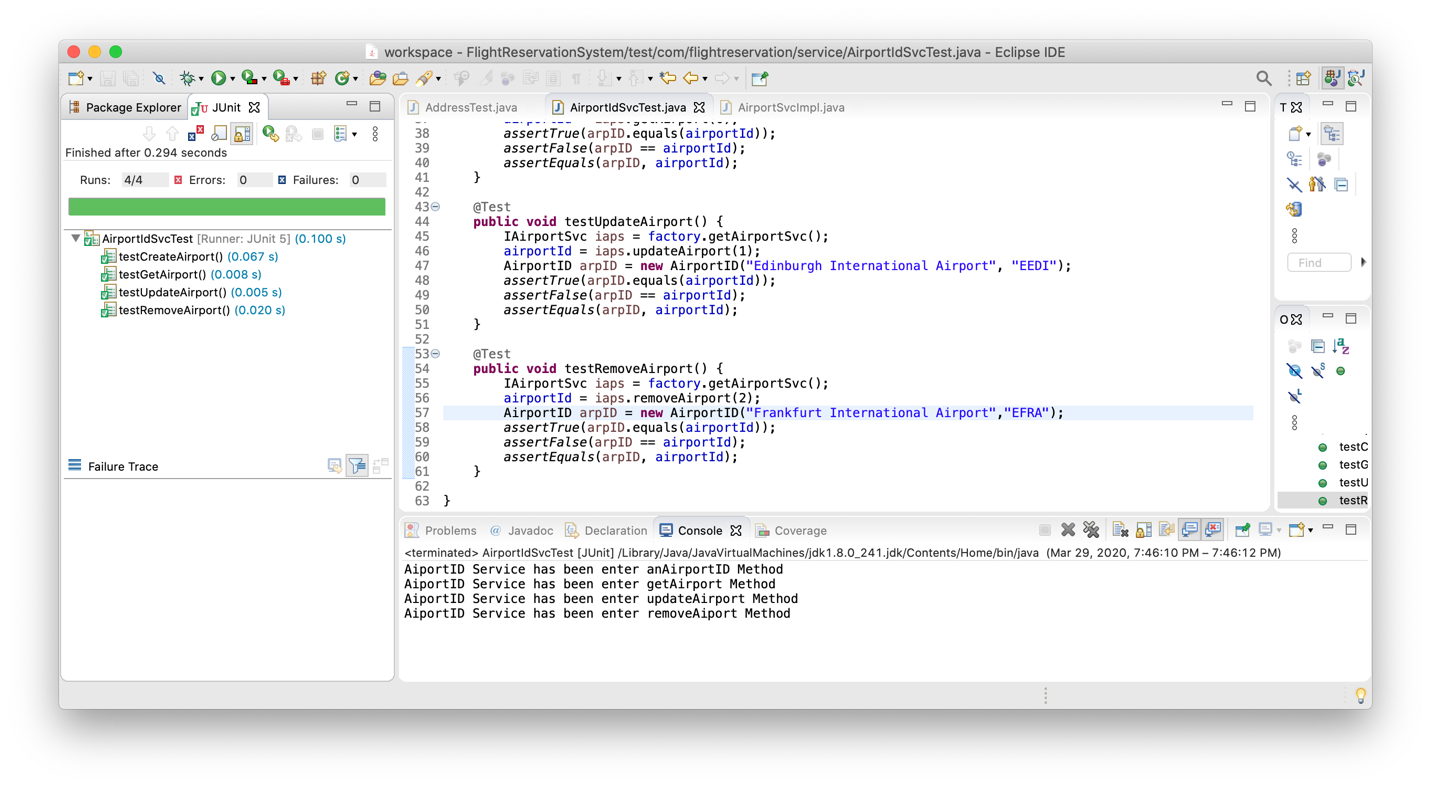 workspace - FlightReservationSystem/test/com/flightreservation/service/AirportIdSvcTest.java - Eclipse IDE
Package Explorer
JUnit
Finished after 0.294 seconds
Runs: 4/4
Errors: 0
Failures: 0
AirportIdSvcTest [Runner: JUnit 5] (0.100 s)
testCreateAirport() (0.067 s)
testGetAirport() (0.008 s)
testUpdateAirport() (0.005 s)
testRemoveAirport() (0.020 s)
Failure Trace
AddressTest.java
AirportIdSvcTest.java
AirportSvcImpl.java
38 assertTrue(arpID.equals(airportId));
39 assertFalse(arpID == airportId);
40 assertEquals(arpID, airportId);
41 }
42
43 @Test
44 public void testUpdateAirport() {
45 IAirportSvc iaps = factory.getAirportSvc();
46 airportId = iaps.updateAirport(1);
47 AirportID arpID = new AirportID("Edinburgh International Airport", "EEDI");
48 assertTrue(arpID.equals(airportId));
49 assertFalse(arpID == airportId);
50 assertEquals(arpID, airportId);
51 }
52
53 @Test
54 public void testRemoveAirport() {
55 IAirportSvc iaps = factory.getAirportSvc();
56 airportId = iaps.removeAirport(2);
57 AirportID arpID = new AirportID("Frankfurt International Airport","EFRA");
58 assertTrue(arpID.equals(airportId));
59 assertFalse(arpID == airportId);
60 assertEquals(arpID, airportId);
61 }
62
63 }
T
Find
O
testC
testG
testU
testR
Problems
Javadoc
Declaration
Console
Coverage
<terminated> AirportIdSvcTest [JUnit] /Library/Java/JavaVirtualMachines/jdk1.8.0_241.jdk/Contents/Home/bin/java (Mar 29, 2020, 7:46:10 PM – 7:46:12 PM)
AiportID Service has been enter anAirportID Method
AiportID Service has been enter getAirport Method
AiportID Service has been enter updateAirport Method
AiportID Service has been enter removeAiport Method